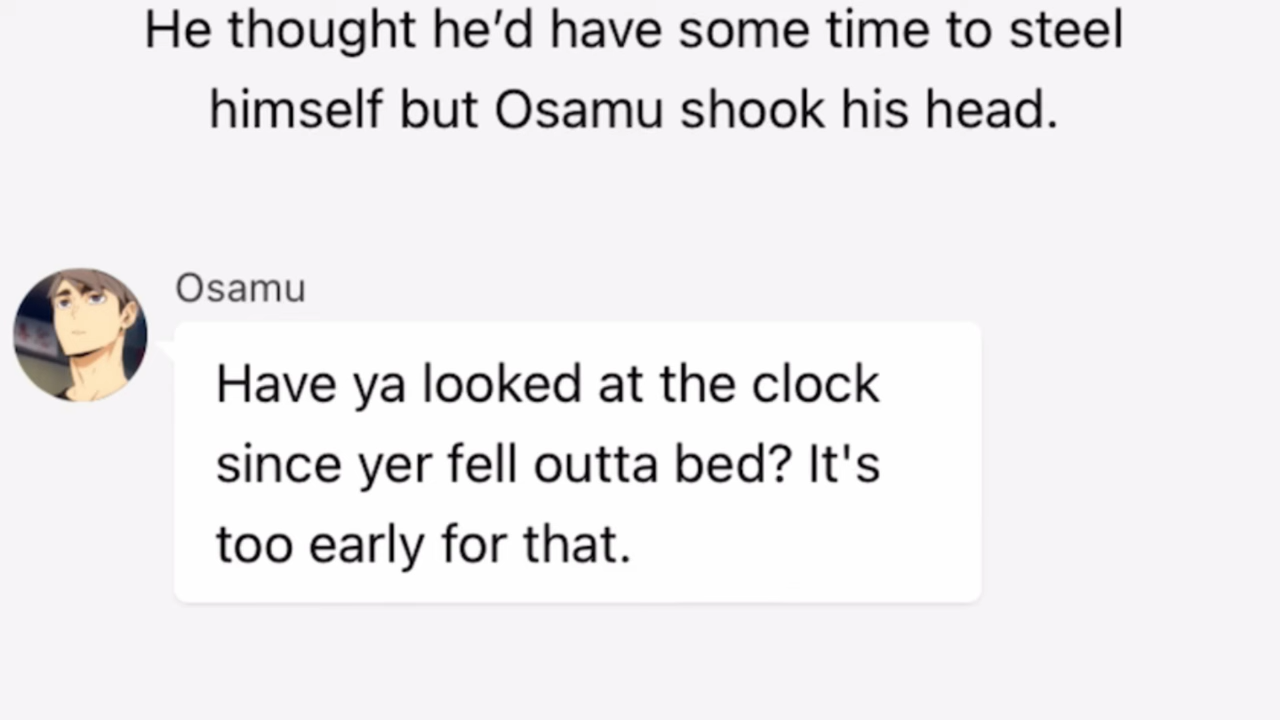 He thought he’d have some time to steel
himself but Osamu shook his head.
Osamu
Have ya looked at the clock
since yer fell outta bed? It's
too early for that.